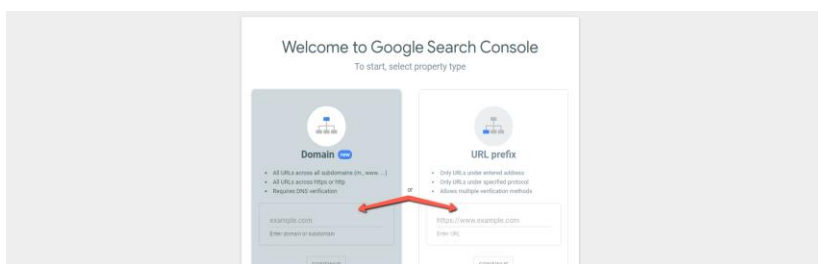 Welcome to Google Search Console
To start, select property type
Domain new
• All URLs across all subdomains (m., www. ...)
• All URLs across https or http
• Requires DNS verification
example.com
Enter domain or subdomain
CONTINUE
or
URL prefix
• Only URLs under entered address
• Only URLs under specified protocol
• Allows multiple verification methods
https://www.example.com
Enter URL
CONTINUE